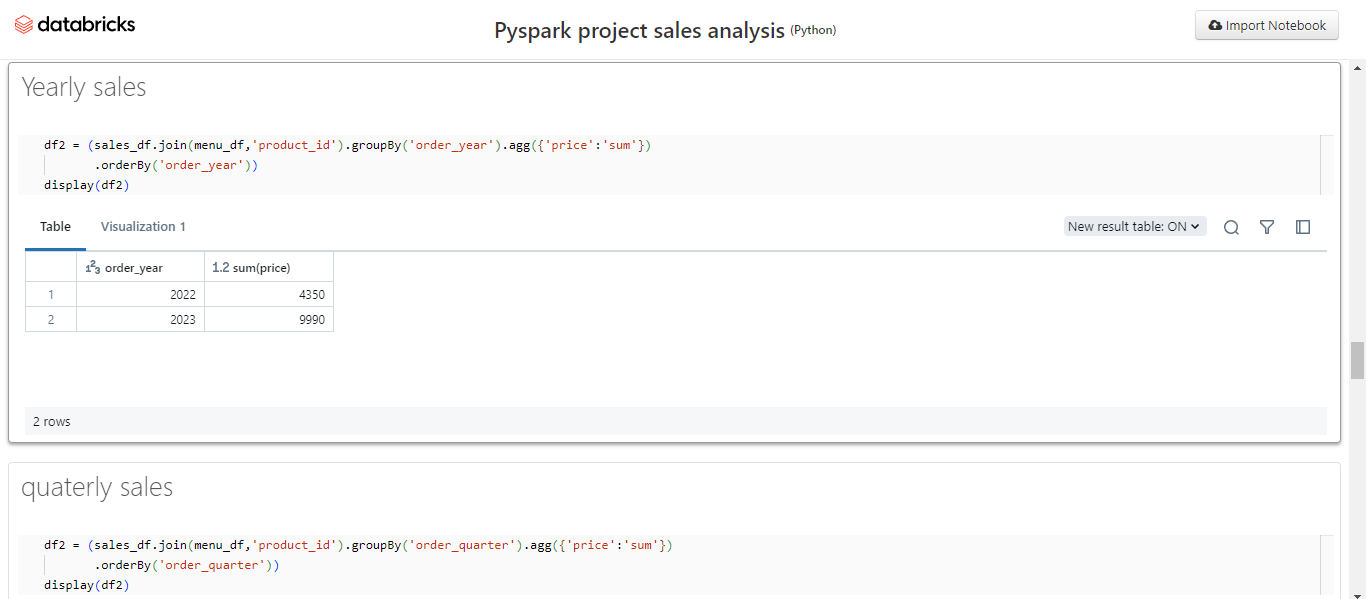 databricks
Pyspark project sales analysis (Python)
Import Notebook
Yearly sales
df2 = (sales_df.join(menu_df,'product_id').groupBy('order_year').agg({'price':'sum'})
.orderBy('order_year'))
display(df2)
Table Visualization 1
New result table: ON
1²3 order_year 1.2 sum(price)
1 2022 4350
2 2023 9990
2 rows
quaterly sales
df2 = (sales_df.join(menu_df,'product_id').groupBy('order_quarter').agg({'price':'sum'})
.orderBy('order_quarter'))
display(df2)